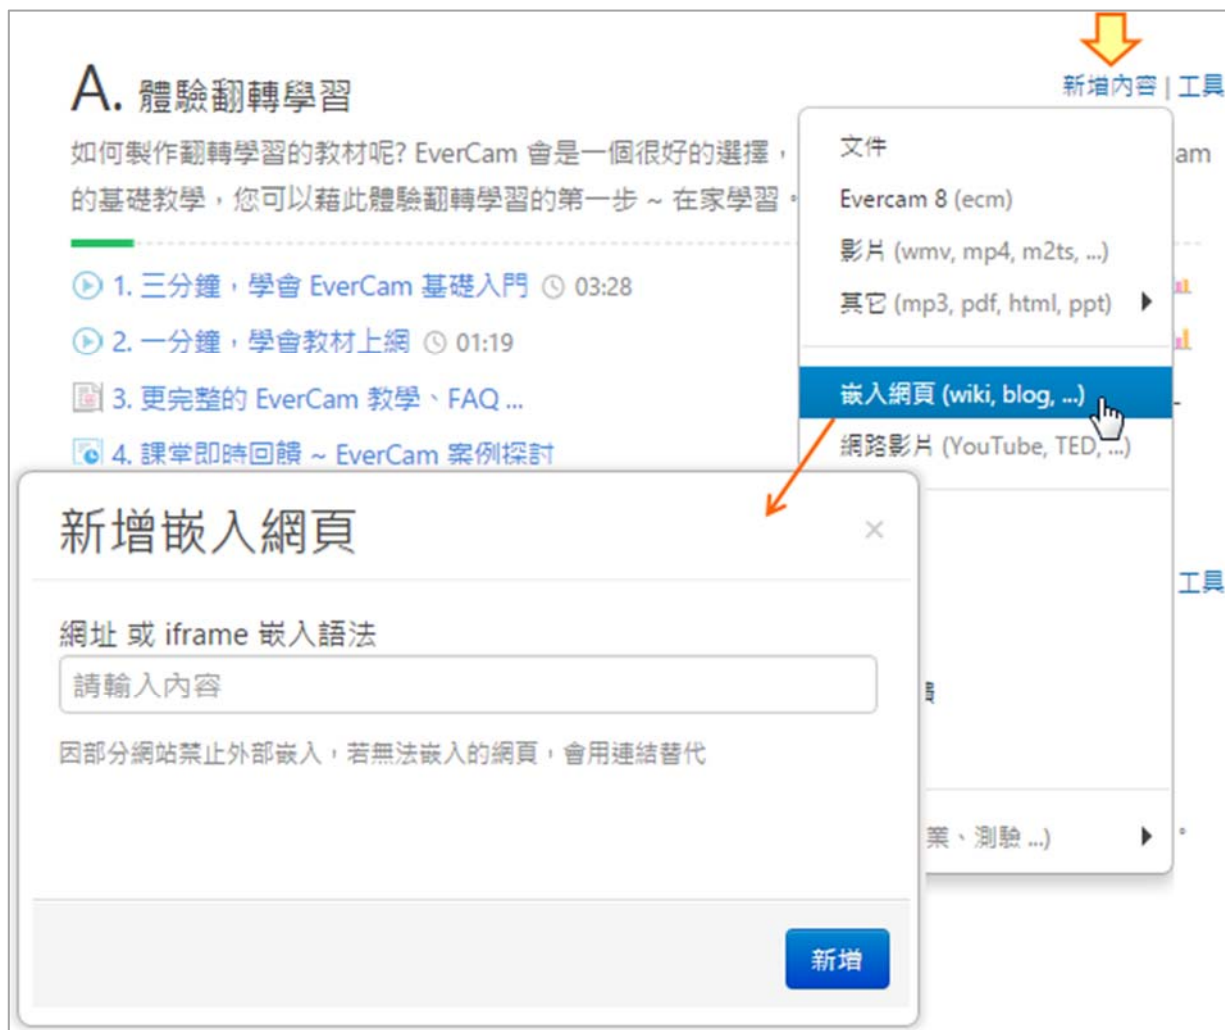 A. 體驗翻轉學習
新增內容 | 工具
如何製作翻轉學習的教材呢? EverCam 會是一個很好的選擇，
am
的基礎教學，您可以藉此體驗翻轉學習的第一步 ~ 在家學習。
1. 三分鐘，學會 EverCam 基礎入門 03:28
2. 一分鐘，學會教材上網 01:19
3. 更完整的 EverCam 教學、FAQ ...
4. 課堂即時回饋 ~ EverCam 案例探討
文件
Evercam 8 (ecm)
影片 (wmv, mp4, m2ts, ...)
其它 (mp3, pdf, html, ppt)
嵌入網頁 (wiki, blog, ...)
網路影片 (YouTube, TED, ...)
工具
業、測驗 ...)
。
新增嵌入網頁
×
網址 或 iframe 嵌入語法
請輸入內容
因部分網站禁止外部嵌入，若無法嵌入的網頁，會用連結替代
新增